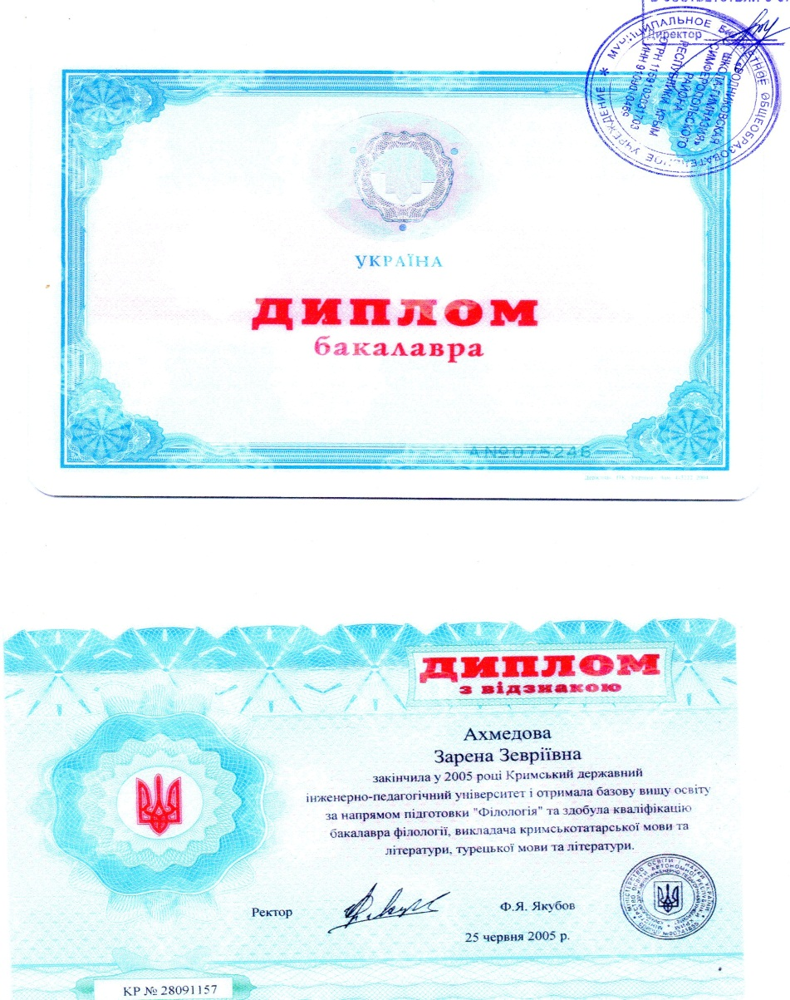 Директор
МУНИЦИПАЛЬНОЕ БЮДЖЕТНОЕ ОБЩЕОБРАЗОВАТЕЛЬНОЕ УЧРЕЖДЕНИЕ
ШКОЛА-ГИМНАЗИЯ»
СИМФЕРОПОЛЬСКОГО
РАЙОНА
РЕСПУБЛИКИ КРЫМ
УКРАЇНА
ДИПЛОМ
бакалавра
АН№075246
ДИПЛОМ
з відзнакою
Ахмедова
Зарена Зевріївна
закінчила у 2005 році Кримський державний
інженерно-педагогічний університет і отримала базову вищу освіту
за напрямом підготовки "Філологія" та здобула кваліфікацію
бакалавра філології, викладача кримськотатарської мови та
літератури, турецької мови та літератури.
Ректор
Ф.Я. Якубов
25 червня 2005 р.
КР № 28091157